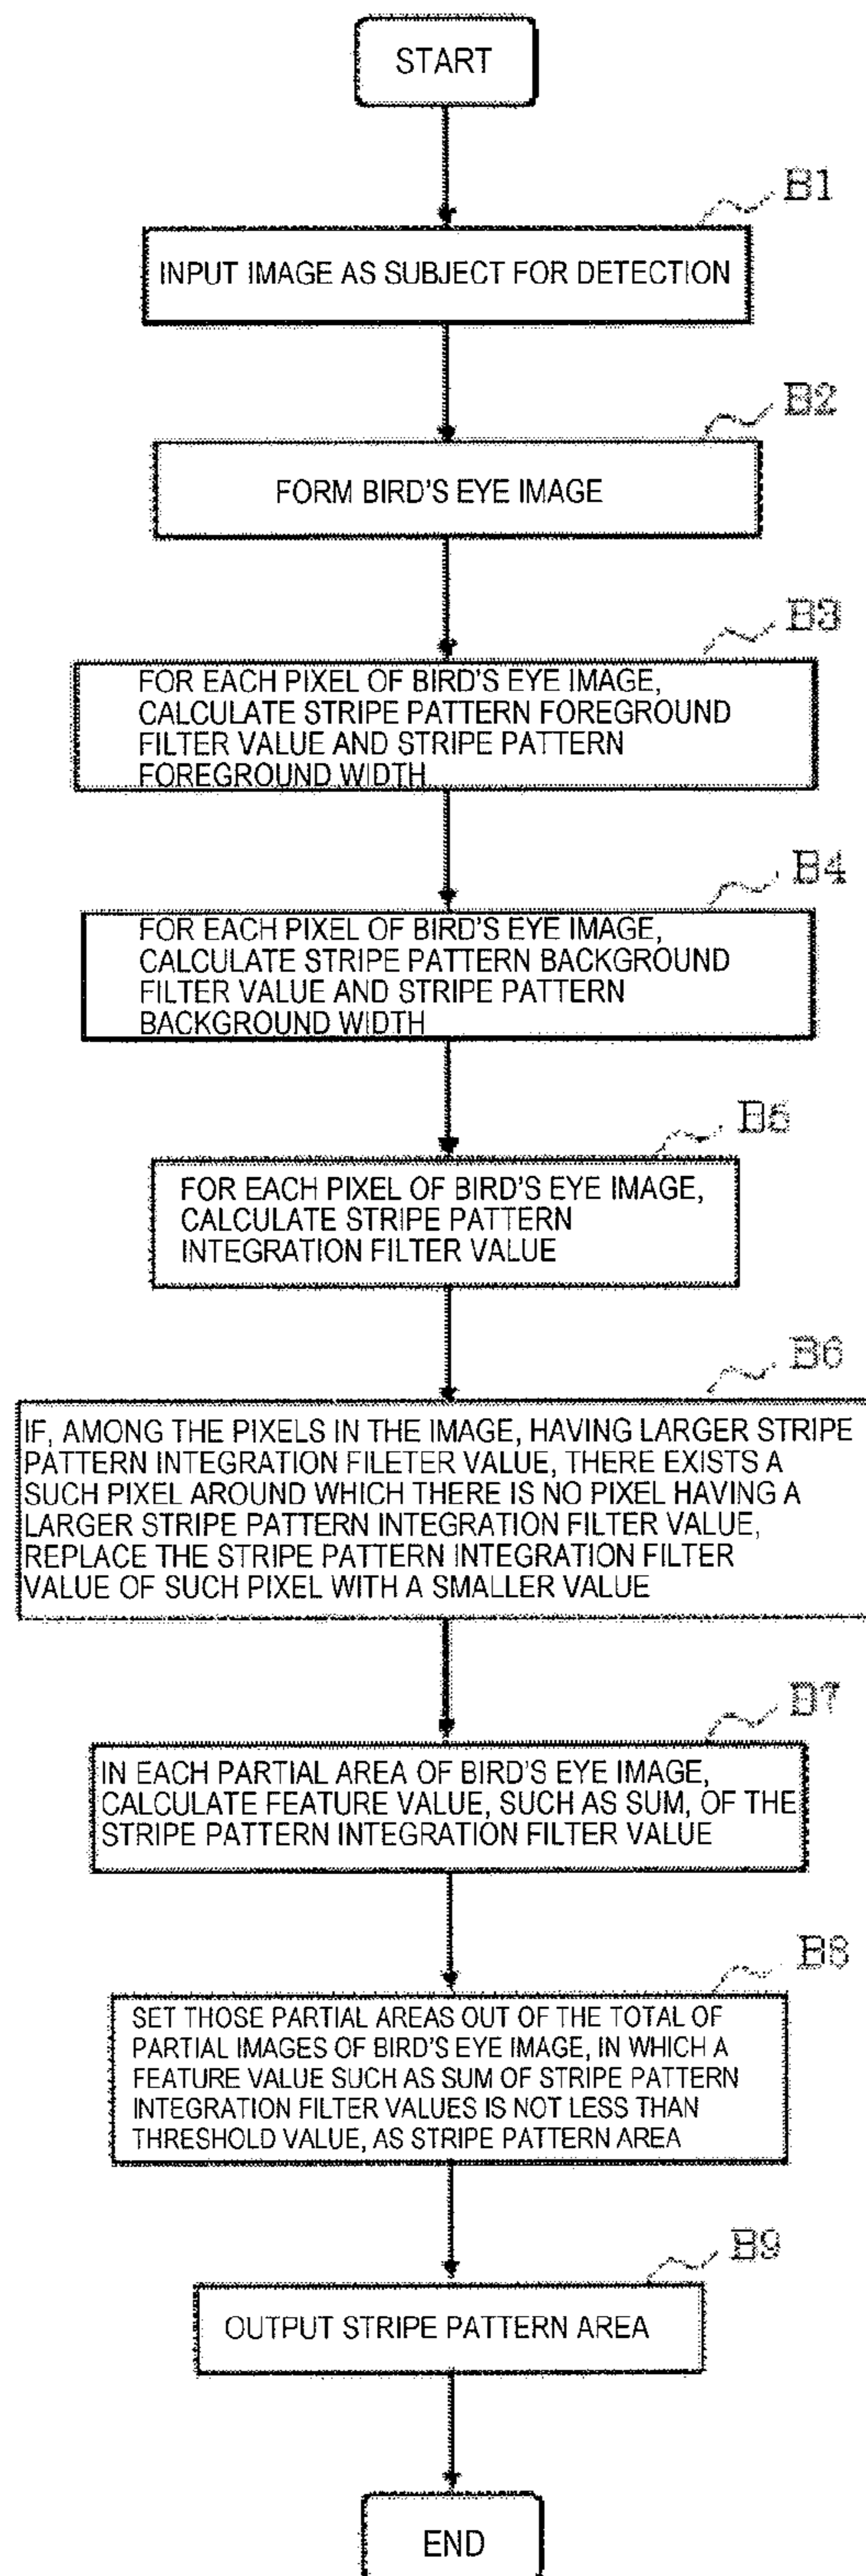 START
B1
INPUT IMAGE AS SUBJECT FOR DETECTION
B2
FORM BIRD'S EYE IMAGE
B3
FOR EACH PIXEL OF BIRD'S EYE IMAGE,
CALCULATE STRIPE PATTERN FOREGROUND
FILTER VALUE AND STRIPE PATTERN
FOREGROUND WIDTH
B4
FOR EACH PIXEL OF BIRD'S EYE IMAGE,
CALCULATE STRIPE PATTERN BACKGROUND
FILTER VALUE AND STRIPE PATTERN
BACKGROUND WIDTH
B5
FOR EACH PIXEL OF BIRD'S EYE IMAGE,
CALCULATE STRIPE PATTERN
INTEGRATION FILTER VALUE
B6
IF, AMONG THE PIXELS IN THE IMAGE, HAVING LARGER STRIPE
PATTERN INTEGRATION FILETER VALUE, THERE EXISTS A
SUCH PIXEL AROUND WHICH THERE IS NO PIXEL HAVING A
LARGER STRIPE PATTERN INTEGRATION FILTER VALUE,
REPLACE THE STRIPE PATTERN INTEGRATION FILTER
VALUE OF SUCH PIXEL WITH A SMALLER VALUE
B7
IN EACH PARTIAL AREA OF BIRD'S EYE IMAGE,
CALCULATE FEATURE VALUE, SUCH AS SUM, OF THE
STRIPE PATTERN INTEGRATION FILTER VALUE
B8
SET THOSE PARTIAL AREAS OUT OF THE TOTAL OF
PARTIAL IMAGES OF BIRD'S EYE IMAGE, IN WHICH A
FEATURE VALUE SUCH AS SUM OF STRIPE PATTERN
INTEGRATION FILTER VALUES IS NOT LESS THAN
THRESHOLD VALUE, AS STRIPE PATTERN AREA
B9
OUTPUT STRIPE PATTERN AREA
END